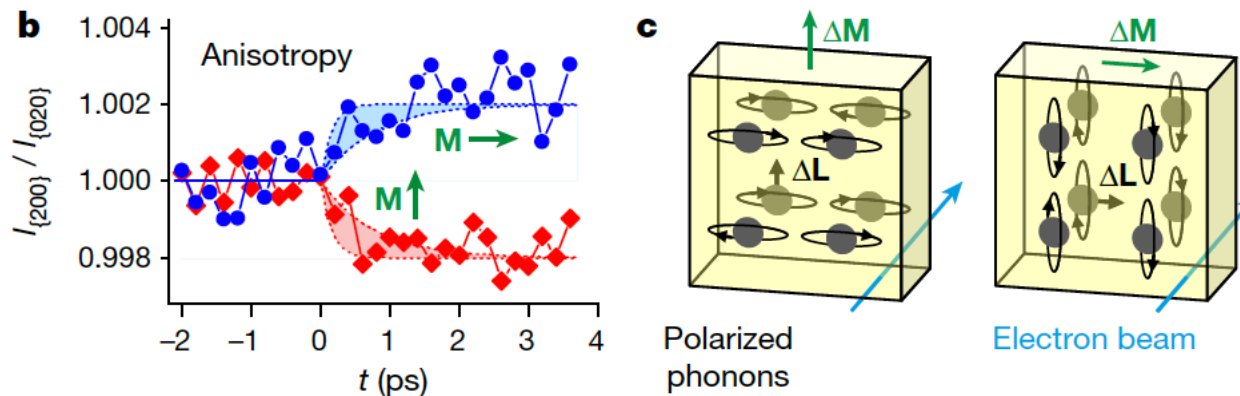 b
1.004
1.002
1.000
0.998
I{200} / I{020}
Anisotropy
M
M
–2
–1
0
1
2
3
4
t (ps)
c
ΔM
ΔL
Polarized
phonons
ΔM
ΔL
Electron beam